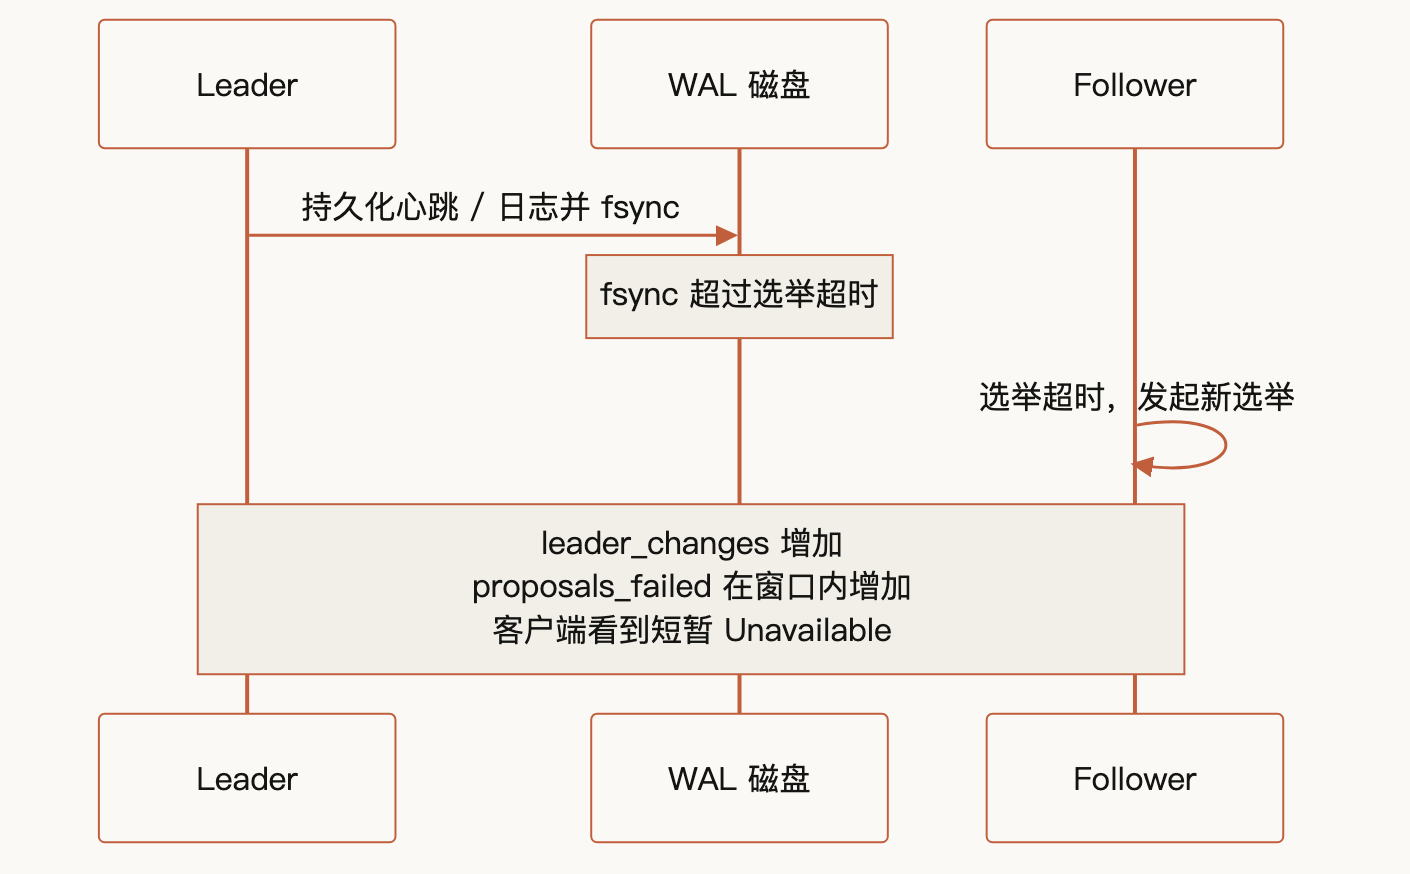 Leader
WAL 磁盘
Follower
持久化心跳 / 日志并 fsync
fsync 超过选举超时
选举超时，发起新选举
leader_changes 增加
proposals_failed 在窗口内增加
客户端看到短暂 Unavailable
Leader
WAL 磁盘
Follower